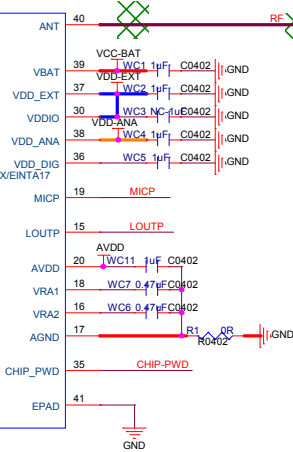 ANT 40 RF
VCC-BAT
VBAT 39 WC1 1uF C0402 GND
VDD-EXT
VDD_EXT 37 WC2 1uF C0402 GND
VDDIO 30 WC3 NC-1uF C0402 GND
VDD-ANA
VDD_ANA 38 WC4 1uF C0402 GND
VDD_DIG 36 WC5 1uF C0402 GND
X/EINTA17
MICP 19 MICP
LOUTP 15 LOUTP
AVDD
AVDD 20 WC11 1uF C0402
VRA1 18 WC7 0.47uF C0402
VRA2 16 WC6 0.47uF C0402
AGND 17 R1 0R GND
R0402
CHIP_PWD 35 CHIP-PWD
EPAD 41
GND